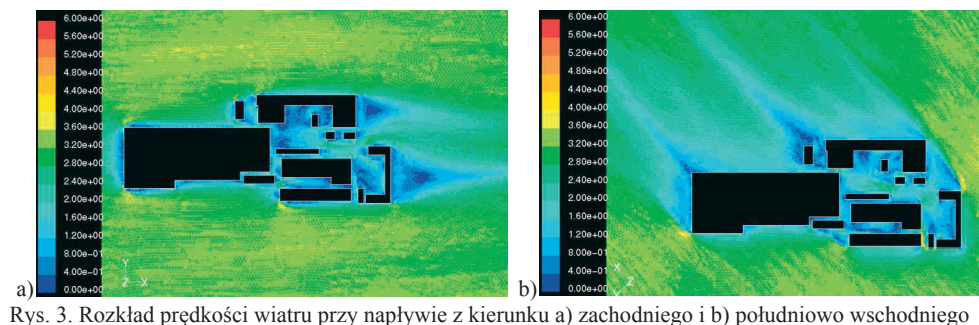 6.00e+00
5.60e+00
5.20e+00
4.80e+00
4.40e+00
4.00e+00
3.60e+00
3.20e+00
2.80e+00
2.40e+00
2.00e+00
1.60e+00
1.20e+00
8.00e-01
4.00e-01
0.00e+00
Y
Z X
a)
6.00e+00
5.60e+00
5.20e+00
4.80e+00
4.40e+00
4.00e+00
3.60e+00
3.20e+00
2.80e+00
2.40e+00
2.00e+00
1.60e+00
1.20e+00
8.00e-01
4.00e-01
0.00e+00
X
Y
b)
Rys. 3. Rozkład prędkości wiatru przy napływie z kierunku a) zachodniego i b) południowo wschodniego